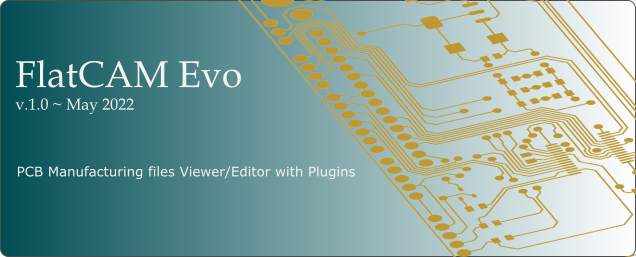 FlatCAM Evo
v.1.0 ~ May 2022
PCB Manufacturing files Viewer/Editor with Plugins